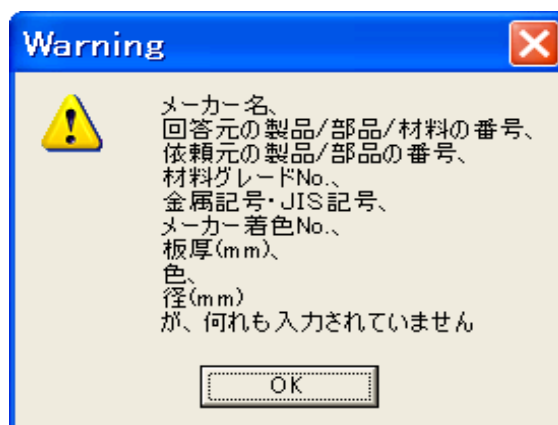 Warning
メーカー名、
回答元の製品/部品/材料の番号、
依頼元の製品/部品の番号、
材料グレードNo.、
金属記号・JIS記号、
メーカー着色No.、
板厚(mm)、
色、
径(mm)
が、何れも入力されていません
OK